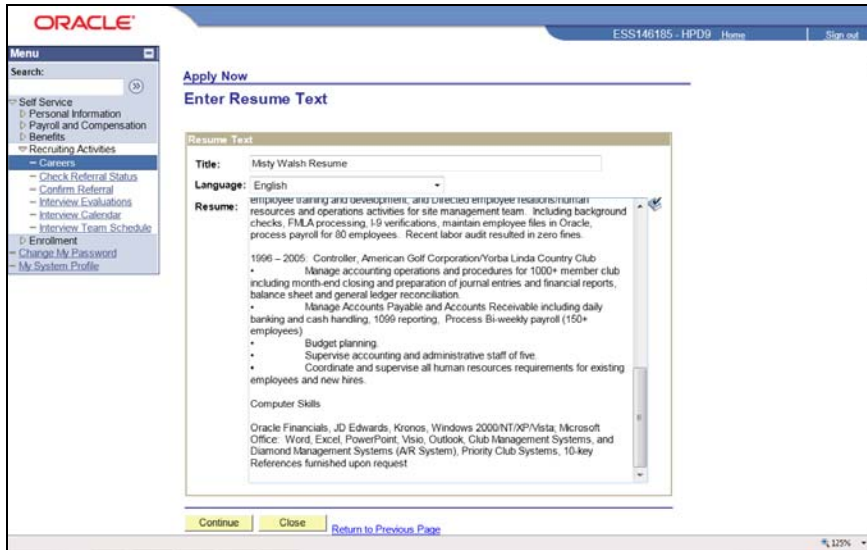 ORACLE
ESS146185 - HPD9 Home Sign out
Menu
Search:
Self Service
Personal Information
Payroll and Compensation
Benefits
Recruiting Activities
Careers
Check Referral Status
Confirm Referral
Interview Evaluations
Interview Calendar
Interview Team Schedule
Enrollment
Change My Password
My System Profile
Apply Now
Enter Resume Text
Resume Text
Title: Misty Walsh Resume
Language: English
Resume: employee training and development, and Directed employee relations/human
resources and operations activities for site management team. Including background
checks, FMLA processing, I-9 verifications, maintain employee files in Oracle,
process payroll for 80 employees. Recent labor audit resulted in zero fines.
1996 – 2005: Controller, American Golf Corporation/Yorba Linda Country Club
• Manage accounting operations and procedures for 1000+ member club
including month-end closing and preparation of journal entries and financial reports,
balance sheet and general ledger reconciliation.
• Manage Accounts Payable and Accounts Receivable including daily
banking and cash handling, 1099 reporting, Process Bi-weekly payroll (150+
employees)
• Budget planning.
• Supervise accounting and administrative staff of five.
• Coordinate and supervise all human resources requirements for existing
employees and new hires.
Computer Skills
Oracle Financials, JD Edwards, Kronos, Windows 2000/NT/XP/Vista; Microsoft
Office: Word, Excel, PowerPoint, Visio, Outlook, Club Management Systems, and
Diamond Management Systems (A/R System), Priority Club Systems, 10-key
References furnished upon request
Continue Close Return to Previous Page
125%